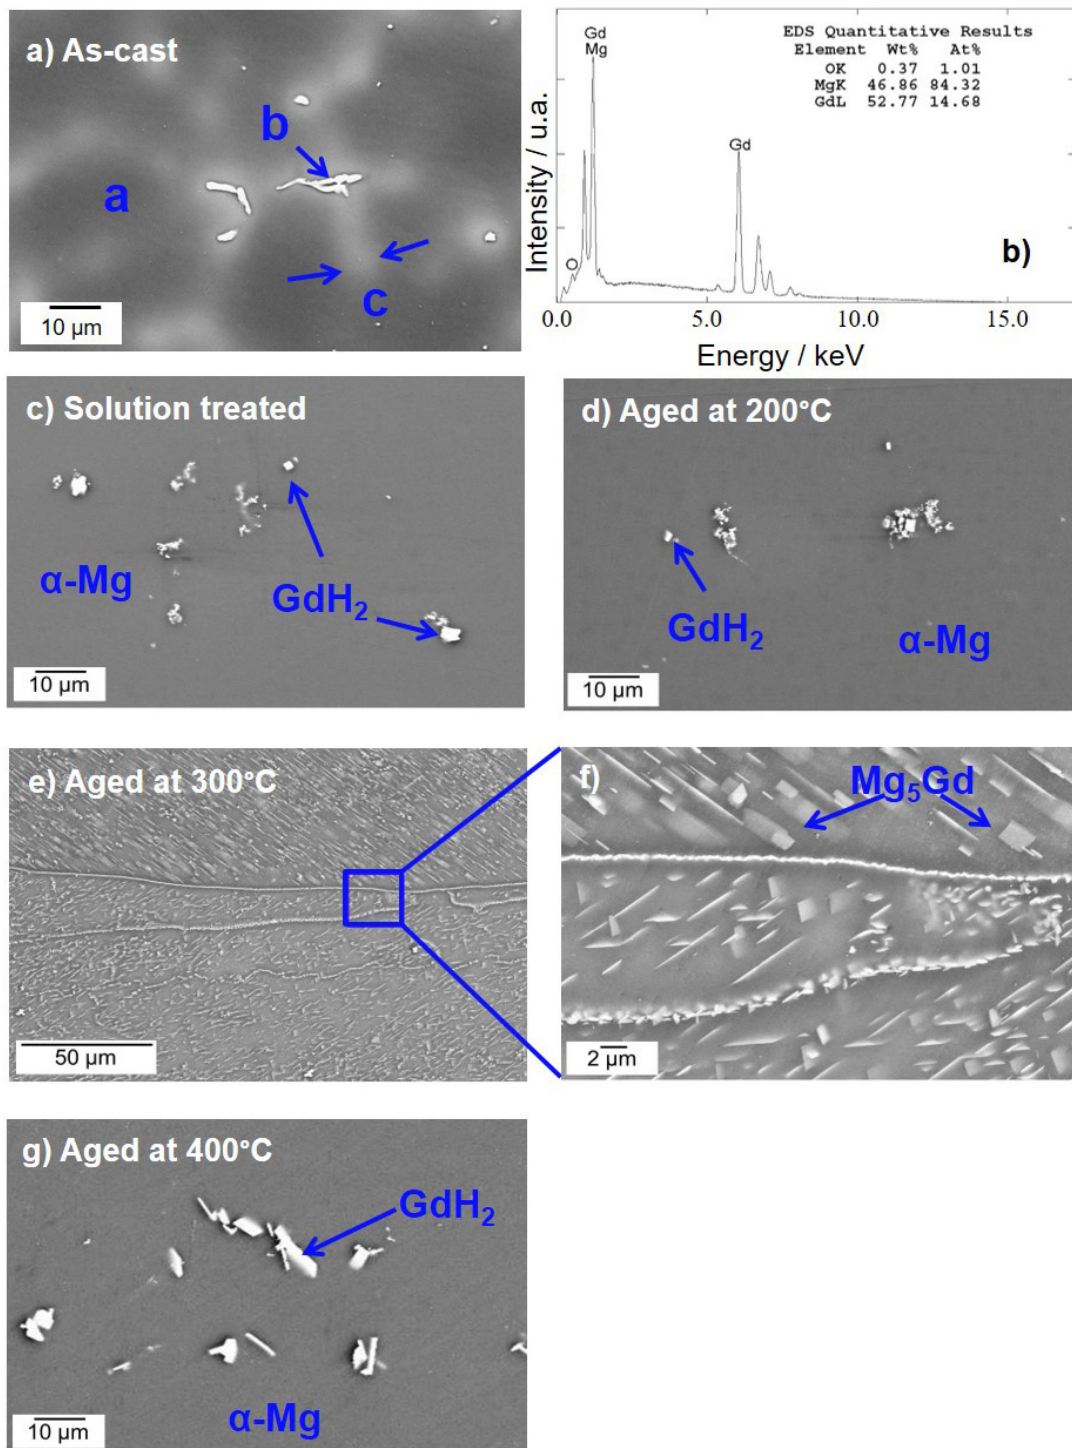 a) As-cast
b
a
c
10 µm
Gd
Mg
EDS Quantitative Results
Element Wt% At%
OK 0.37 1.01
MgK 46.86 84.32
GdL 52.77 14.68
Gd
O
b)
Intensity / u.a.
0.0 5.0 10.0 15.0
Energy / keV
c) Solution treated
α-Mg
GdH₂
10 µm
d) Aged at 200°C
GdH₂
α-Mg
10 µm
e) Aged at 300°C
50 µm
f)
Mg₅Gd
2 µm
g) Aged at 400°C
GdH₂
α-Mg
10 µm